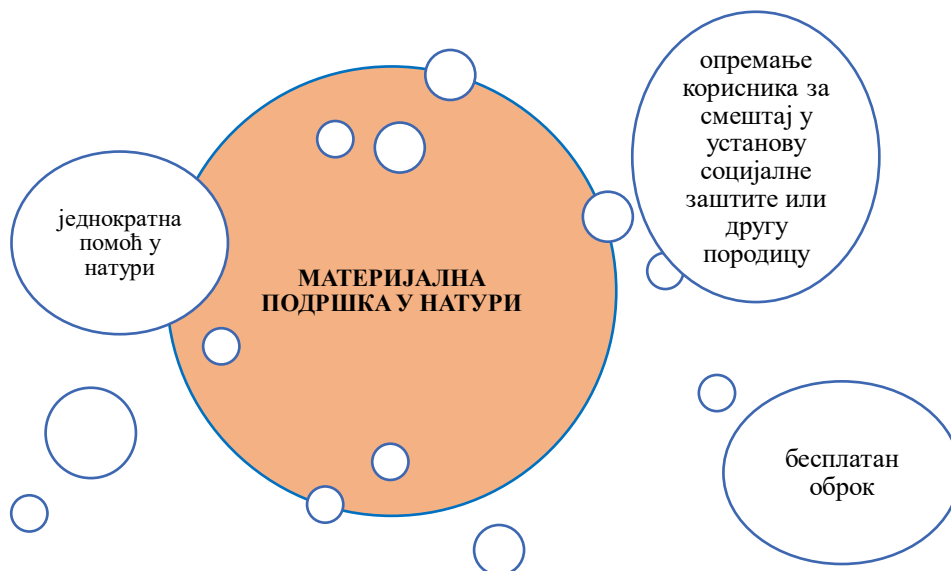 једнократна
помоћ у
натури
МАТЕРИЈАЛНА
ПОДРШКА У НАТУРИ
опремање
корисника за
смештај у
установу
социјалне
заштите или
другу
породицу
бесплатан
оброк